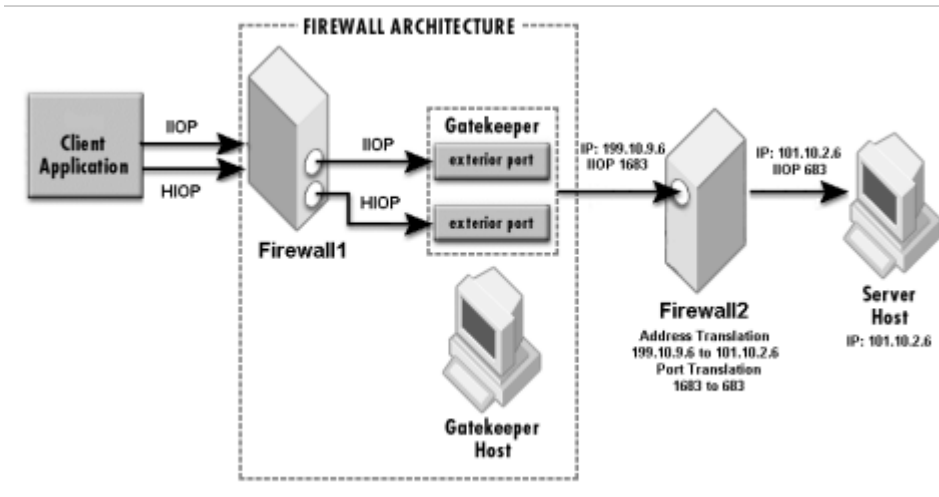 FIREWALL ARCHITECTURE
Client
Application
IIOP
HIOP
Firewall1
IIOP
HIOP
Gatekeeper
exterior port
exterior port
Gatekeeper
Host
IP: 199.10.9.6
IIOP 1683
Firewall2
Address Translation
199.10.9.6 to 101.10.2.6
Port Translation
1683 to 683
IP: 101.10.2.6
IIOP 683
Server
Host
IP: 101.10.2.6